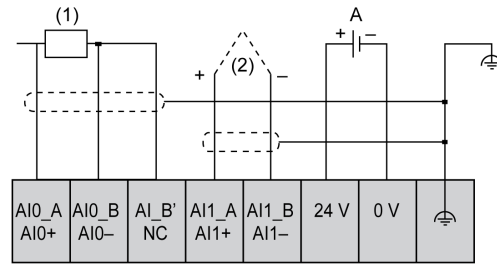 (1)
A
+ –
+ (2) –
AI0_A AI0_B AI_B' AI1_A AI1_B 24 V 0 V
AI0+ AI0– NC AI1+ AI1–